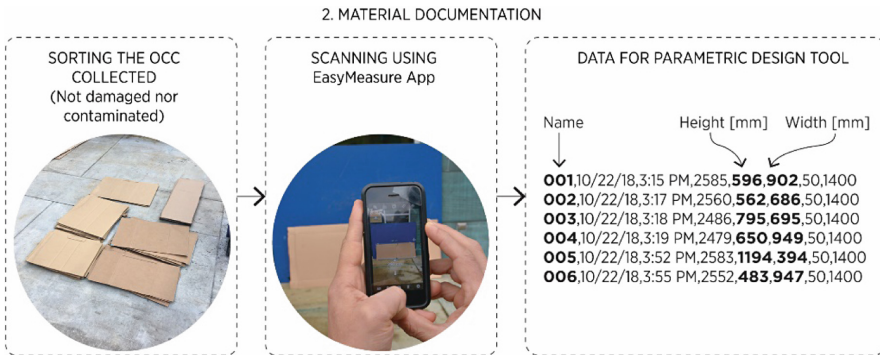 2. MATERIAL DOCUMENTATION
SORTING THE OCC
COLLECTED
(Not damaged nor
contaminated)
SCANNING USING
EasyMeasure App
DATA FOR PARAMETRIC DESIGN TOOL
Name Height [mm] Width [mm]
001,10/22/18,3:15 PM,2585,596,902,50,1400
002,10/22/18,3:17 PM,2560,562,686,50,1400
003,10/22/18,3:18 PM,2486,795,695,50,1400
004,10/22/18,3:19 PM,2479,650,949,50,1400
005,10/22/18,3:52 PM,2583,1194,394,50,1400
006,10/22/18,3:55 PM,2552,483,947,50,1400